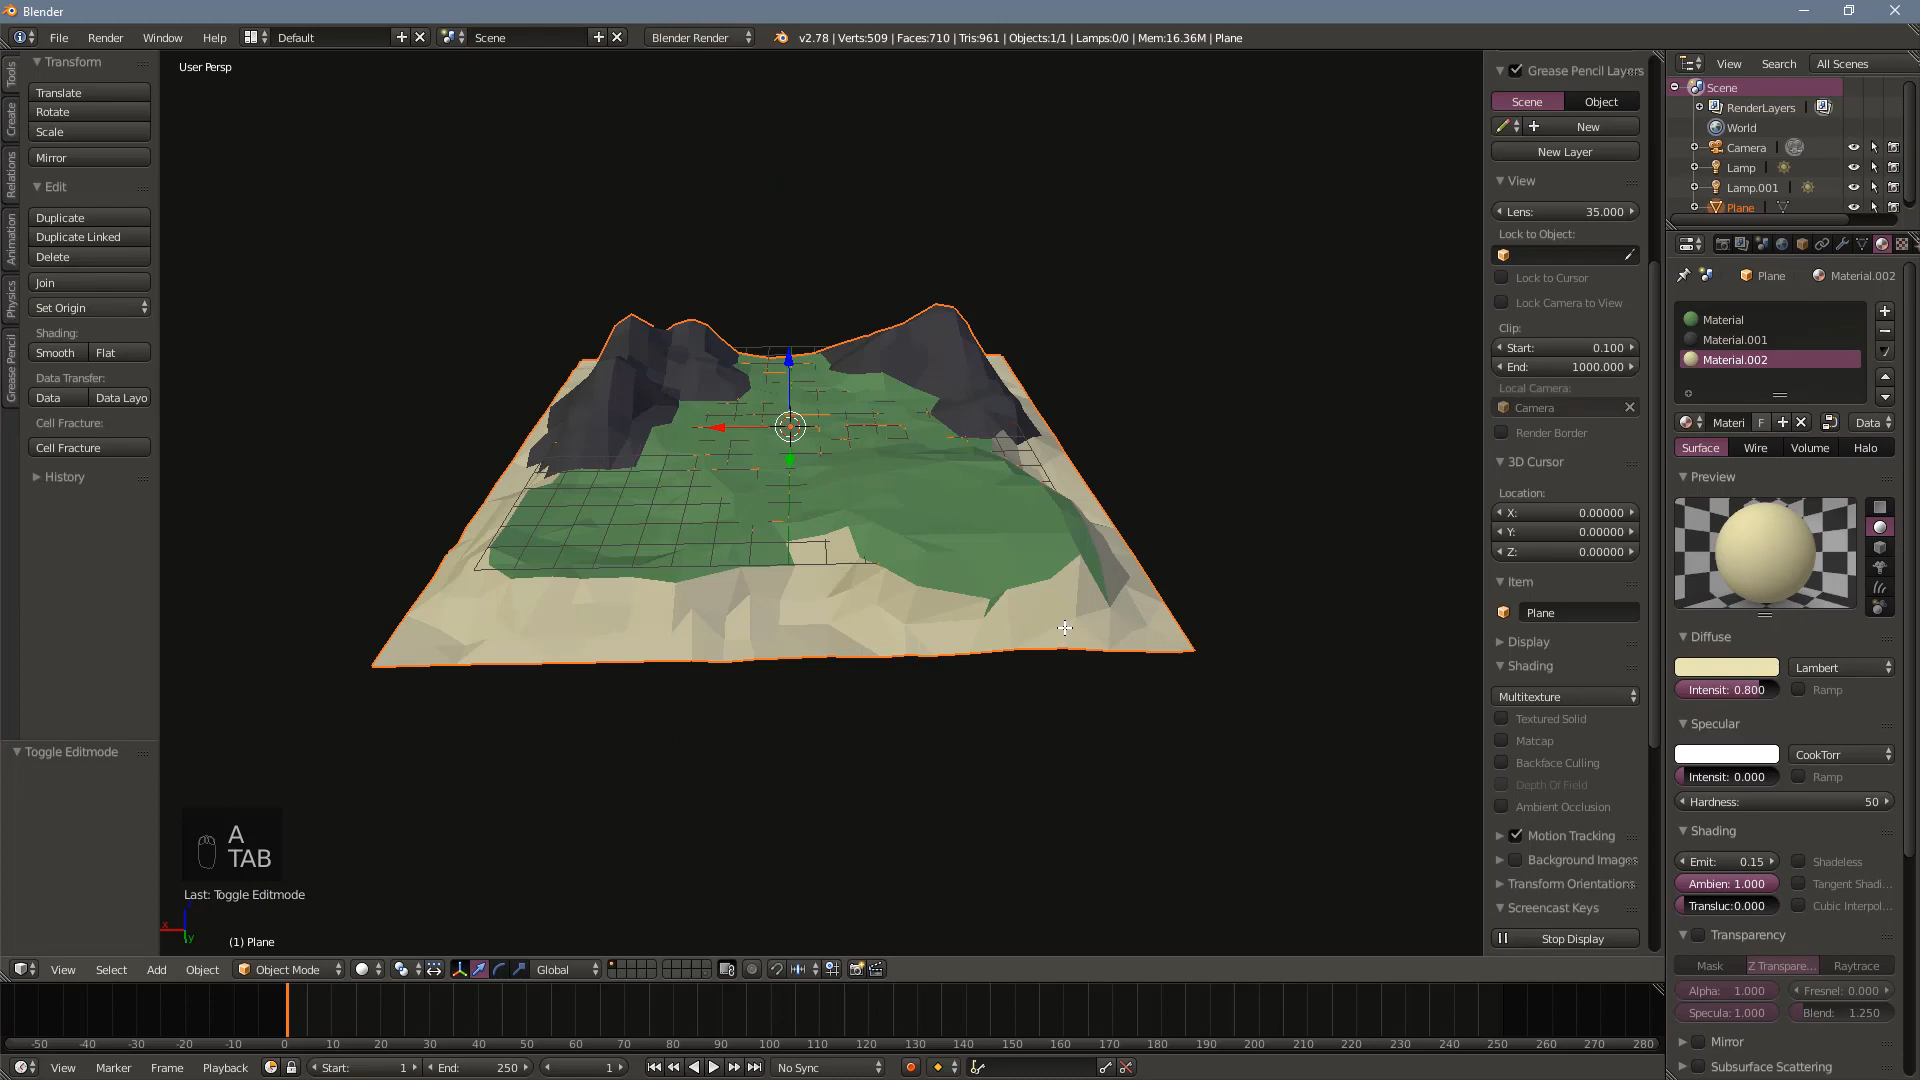 Blender
File Render Window Help Default Scene Blender Render v2.78 | Verts:509 | Faces:710 | Tris:961 | Objects:1/1 | Lamps:0/0 | Mem:16.36M | Plane
Tools
Create
Relations
Animation
Physics
Grease Pencil
Transform
Translate
Rotate
Scale
Mirror
Edit
Duplicate
Duplicate Linked
Delete
Join
Set Origin
Shading:
Smooth Flat
Data Transfer:
Data Data Layo
Cell Fracture:
Cell Fracture
History
Toggle Editmode
User Persp
A
TAB
Last: Toggle Editmode
x
y
(1) Plane
Grease Pencil Layers
Scene Object
New
New Layer
View
Lens: 35.000
Lock to Object:
Lock to Cursor
Lock Camera to View
Clip:
Start: 0.100
End: 1000.000
Local Camera:
Camera
Render Border
3D Cursor
Location:
X: 0.00000
Y: 0.00000
Z: 0.00000
Item
Plane
Display
Shading
Multitexture
Textured Solid
Matcap
Backface Culling
Depth Of Field
Ambient Occlusion
Motion Tracking
Background Images
Transform Orientations
Screencast Keys
Stop Display
View Search All Scenes
Scene
RenderLayers
World
Camera
Lamp
Lamp.001
Plane
Plane Material.002
Material
Material.001
Material.002
Materi F Data
Surface Wire Volume Halo
Preview
Diffuse
Lambert
Intensit: 0.800 Ramp
Specular
CookTorr
Intensit: 0.000 Ramp
Hardness: 50
Shading
Emit: 0.15 Shadeless
Ambien: 1.000 Tangent Shadi...
Transluc:0.000 Cubic Interpol...
Transparency
Mask Z Transpare... Raytrace
Alpha: 1.000 Fresnel: 0.000
Specula: 1.000 Blend: 1.250
Mirror
Subsurface Scattering
View Select Add Object Object Mode Global
-50 -40 -30 -20 -10 0 10 20 30 40 50 60 70 80 90 100 110 120 130 140 150 160 170 180 190 200 210 220 230 240 250 260 270 280
View Marker Frame Playback Start: 1 End: 250 1 No Sync